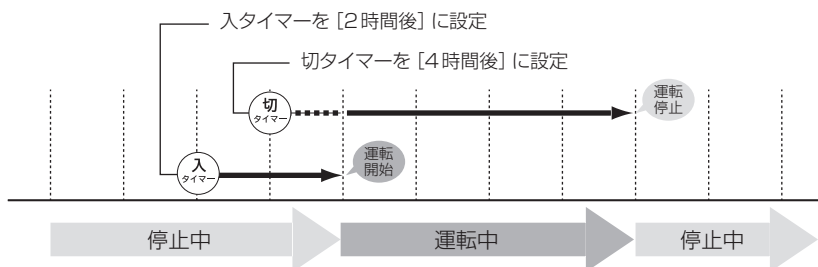 入タイマーを［2時間後］に設定
切タイマーを［4時間後］に設定
切
タイマー
運転
停止
入
タイマー
運転
開始
停止中
運転中
停止中